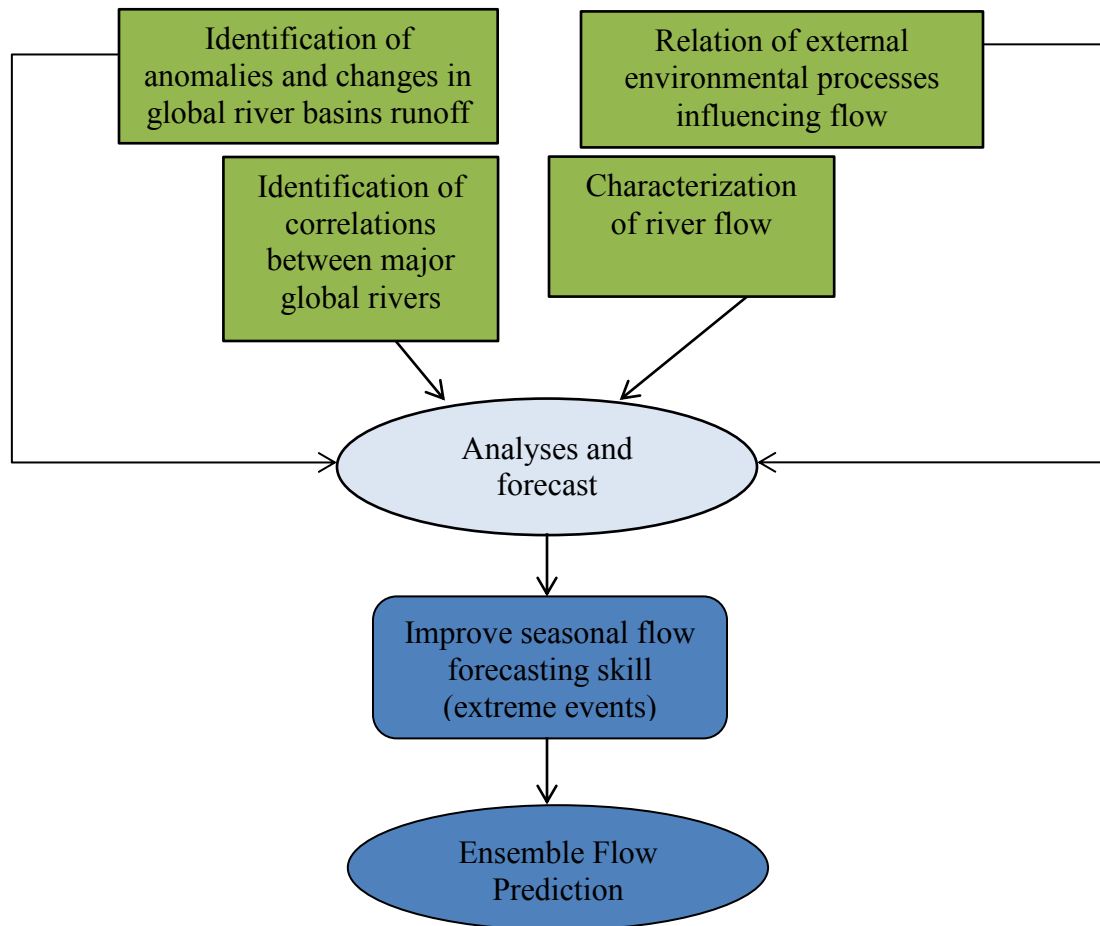 Identification of
anomalies and changes in
global river basins runoff
Relation of external
environmental processes
influencing flow
Identification of
correlations
between major
global rivers
Characterization
of river flow
Analyses and
forecast
Improve seasonal flow
forecasting skill
(extreme events)
Ensemble Flow
Prediction